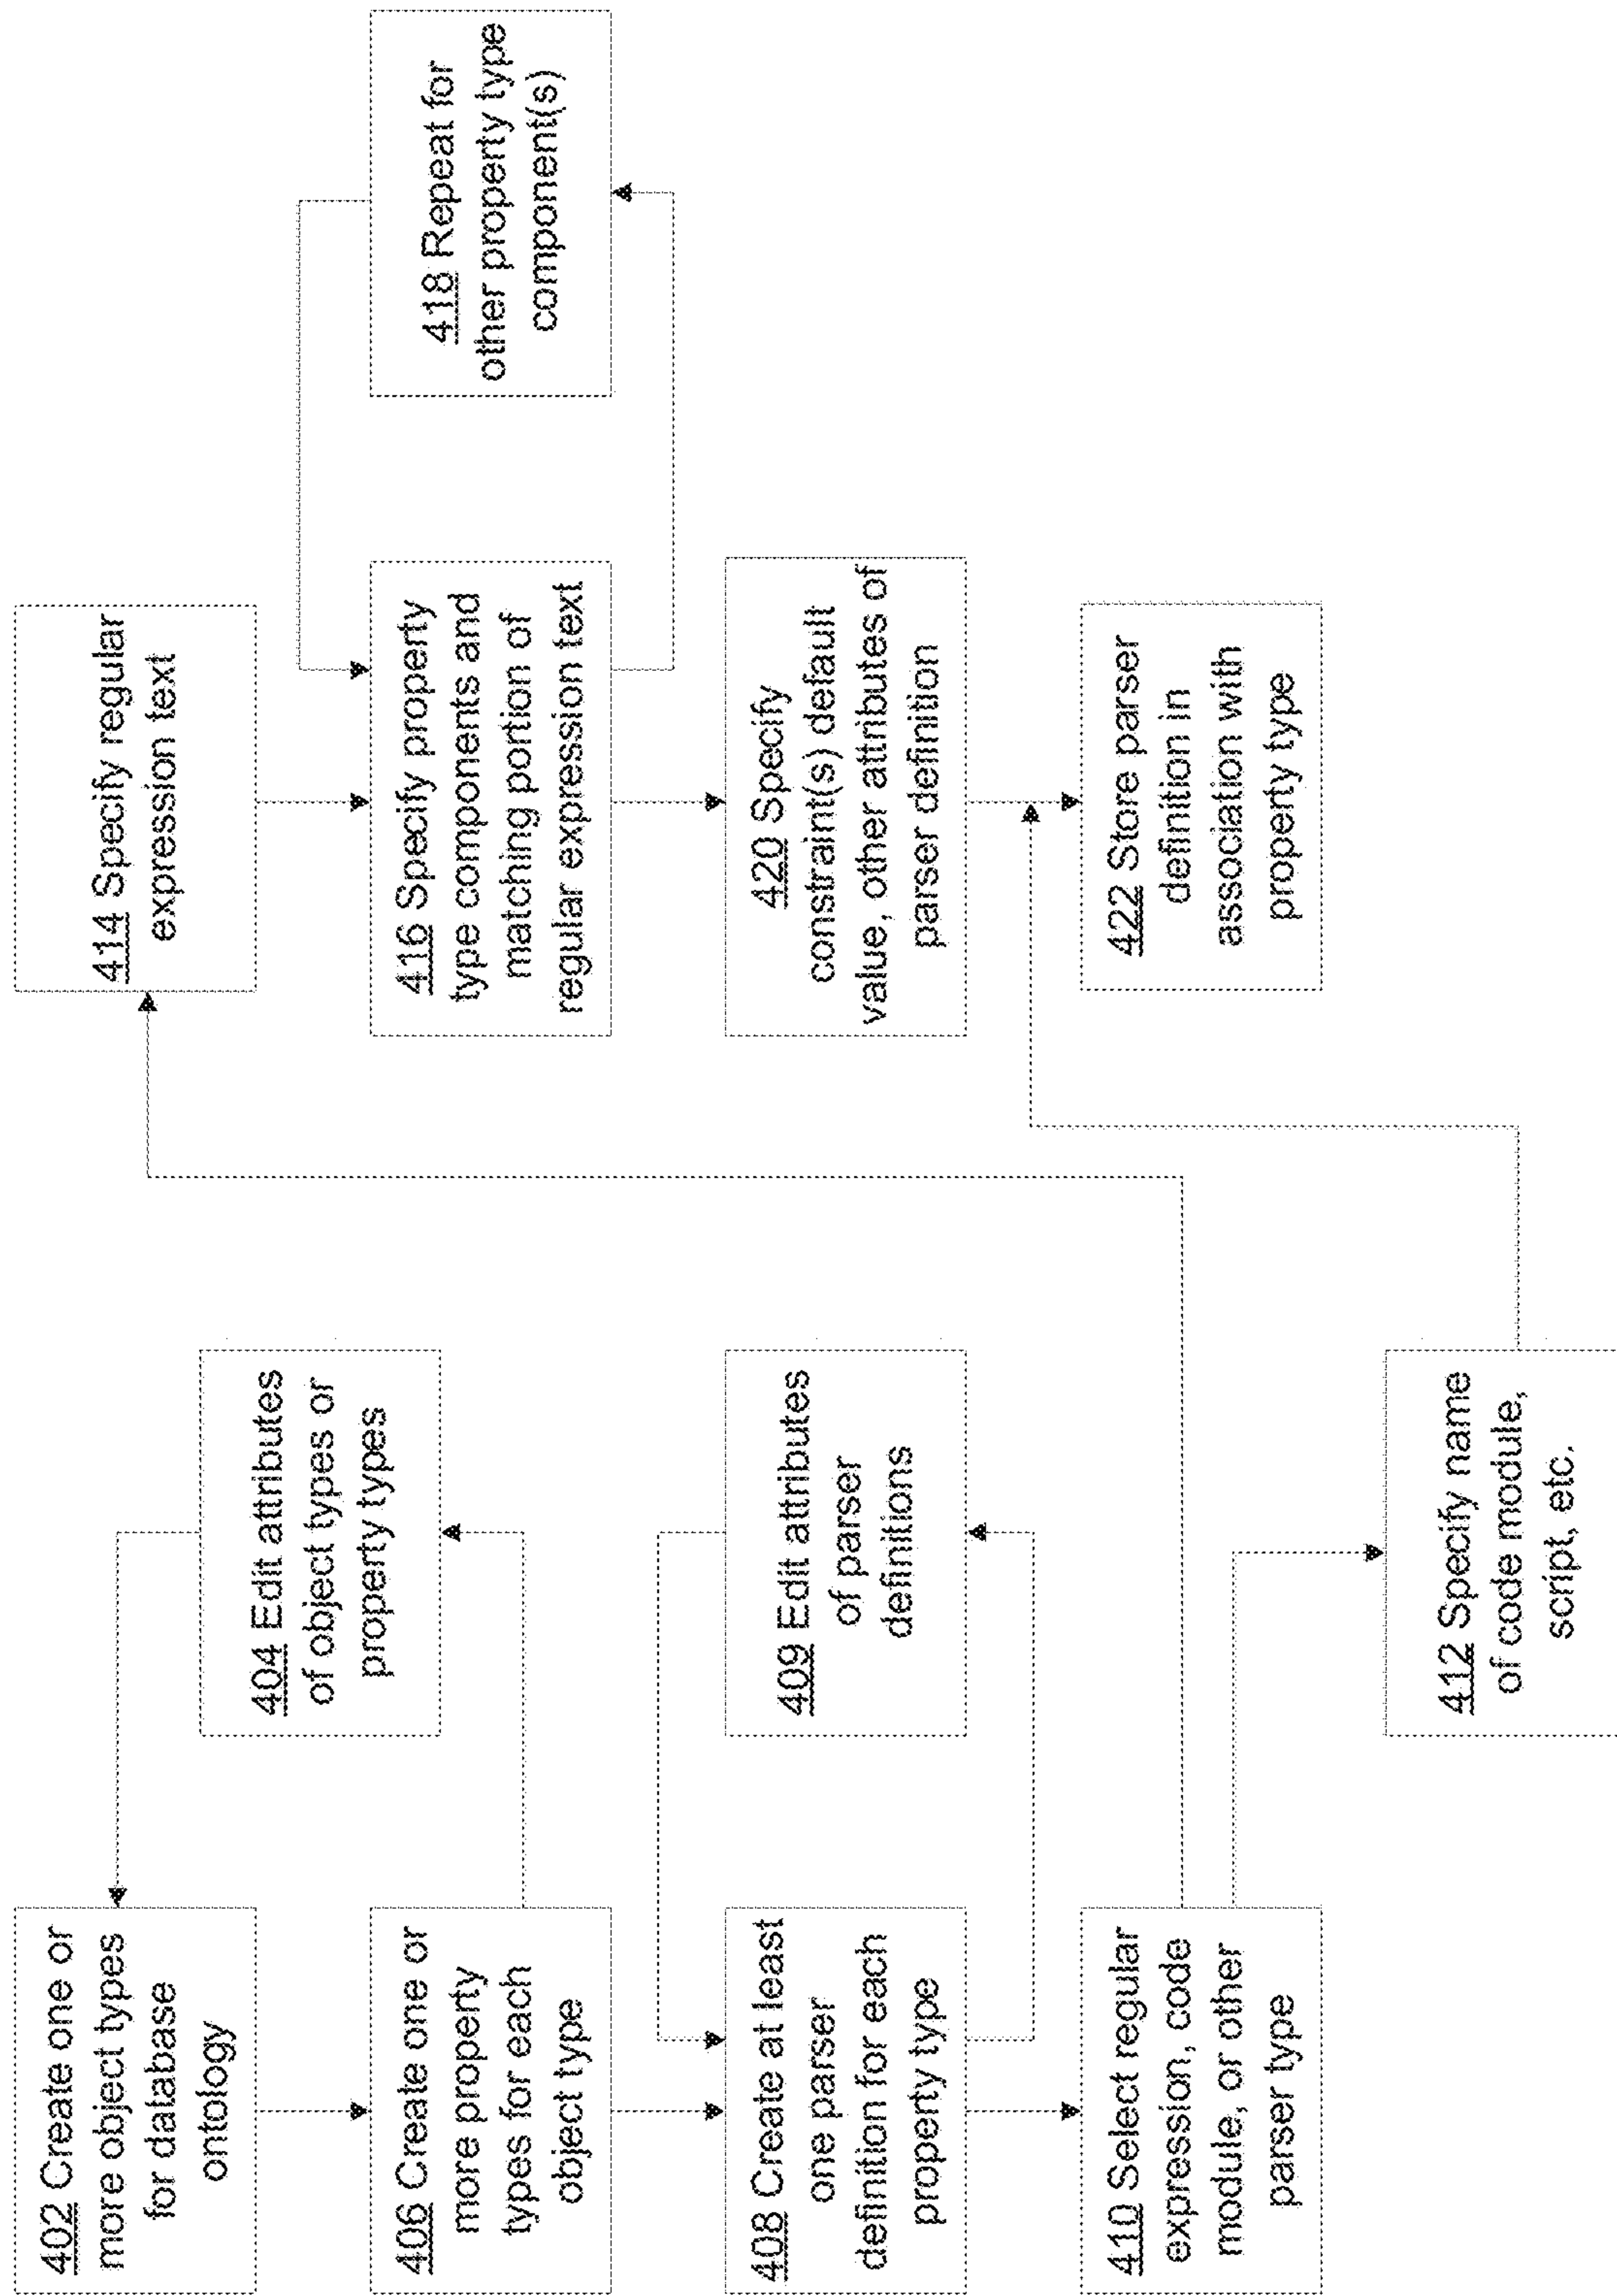 402 Create one or
more object types
for database
ontology
404 Edit attributes
of object types or
property types
406 Create one or
more property
types for each
object type
408 Create at least
one parser
definition for each
property type
409 Edit attributes
of parser
definitions
410 Select regular
expression, code
module, or other
parser type
412 Specify name
of code module,
script, etc.
414 Specify regular
expression text
416 Specify property
type components and
matching portion of
regular expression text
418 Repeat for
other property type
component(s)
420 Specify
constraint(s) default
value, other attributes of
parser definition
422 Store parser
definition in
association with
property type